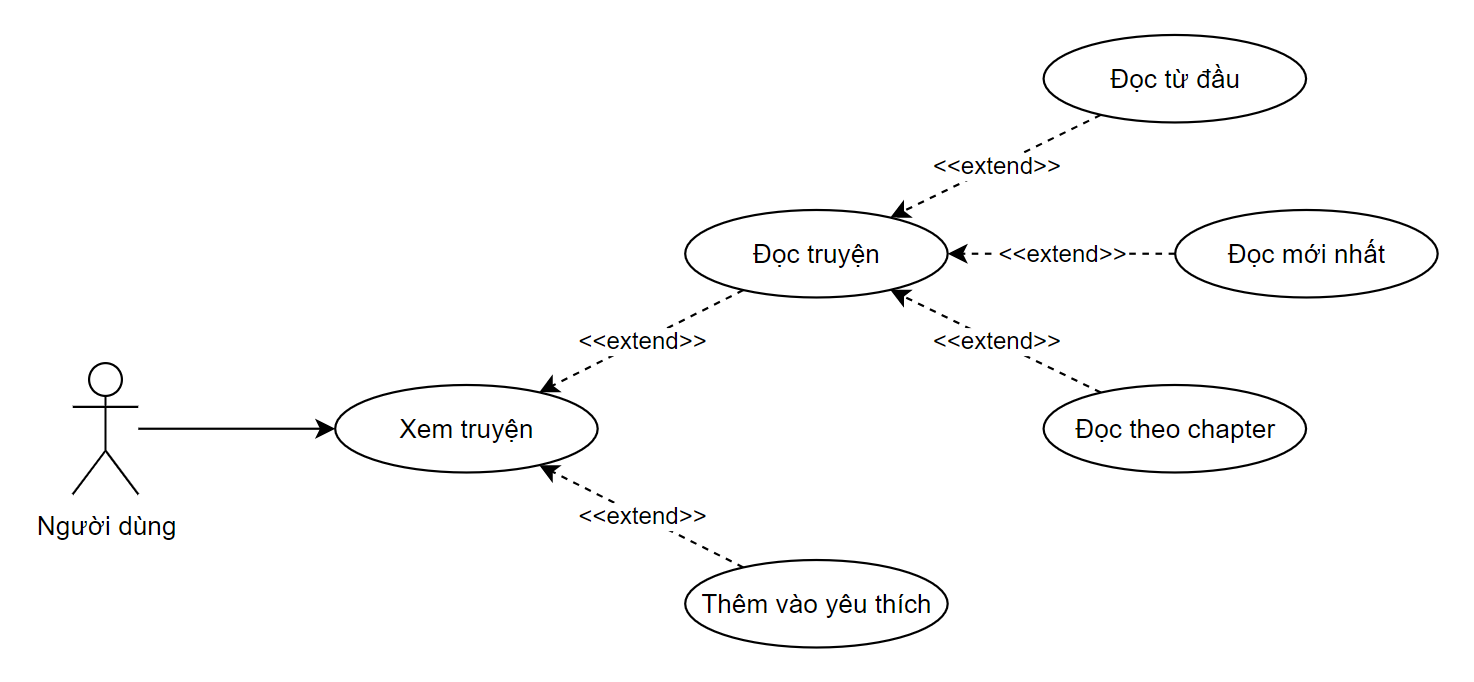 Đọc từ đầu
<<extend>>
Đọc truyện
<<extend>>
Đọc mới nhất
<<extend>>
<<extend>>
Xem truyện
Đọc theo chapter
<<extend>>
Người dùng
Thêm vào yêu thích